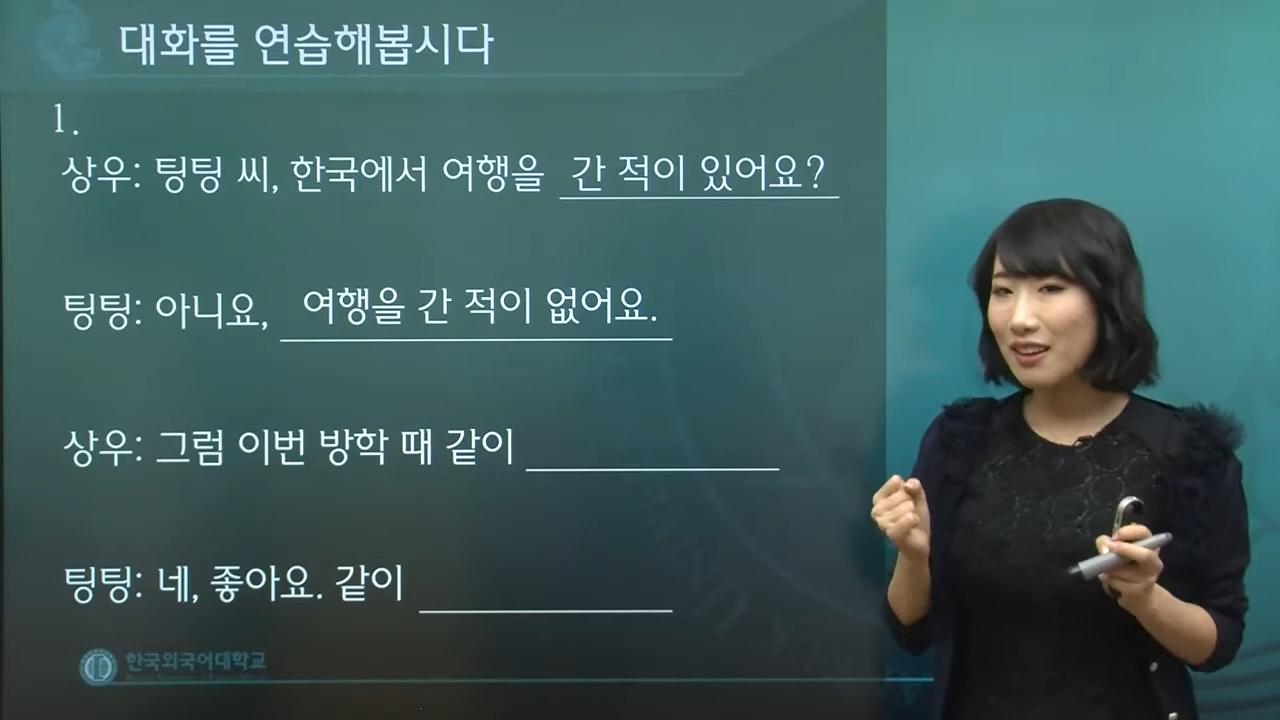 대화를 연습해봅시다
1.
상우: 팅팅 씨, 한국에서 여행을 간 적이 있어요?
팅팅: 아니요, 여행을 간 적이 없어요.
상우: 그럼 이번 방학 때 같이
팅팅: 네, 좋아요. 같이
한국외국어대학교